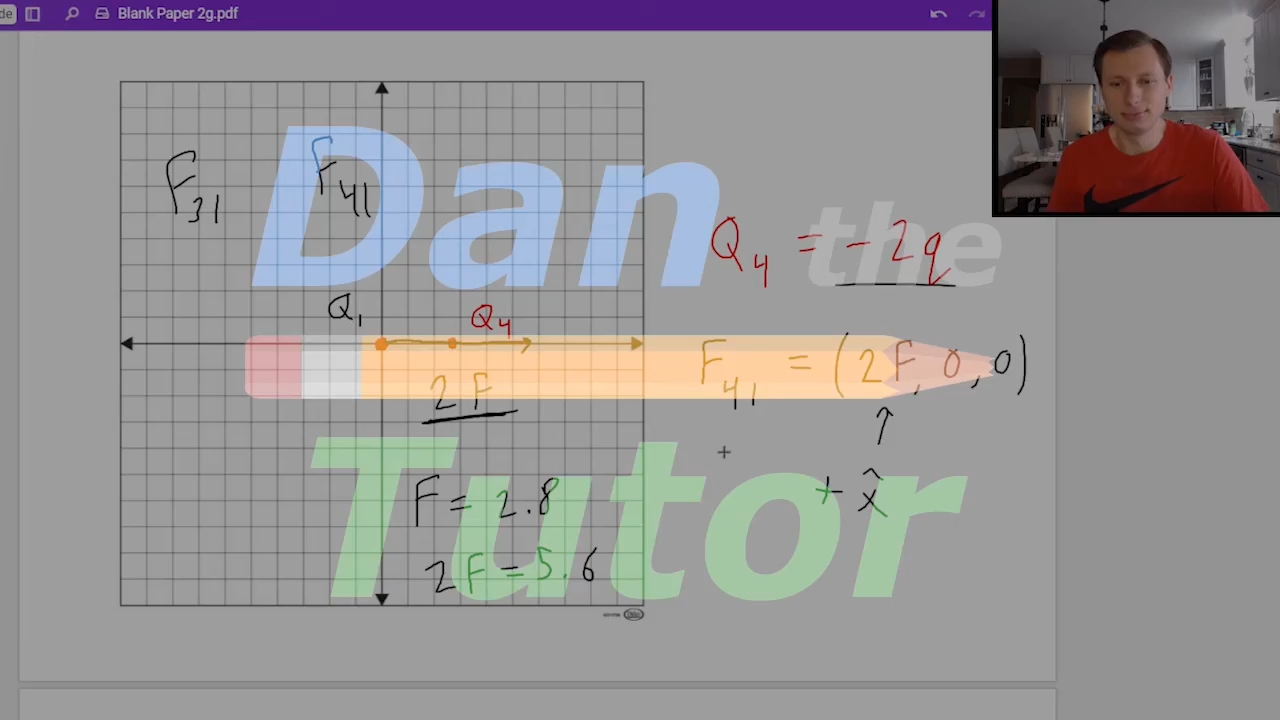 de
Blank Paper 2g.pdf
F31 F41
Q4 = -2q
Q1
Q4
F41 = (2F, 0, 0)
2F
F = 2.8
+ x̂
2F = 5.6
Dan the
Tutor